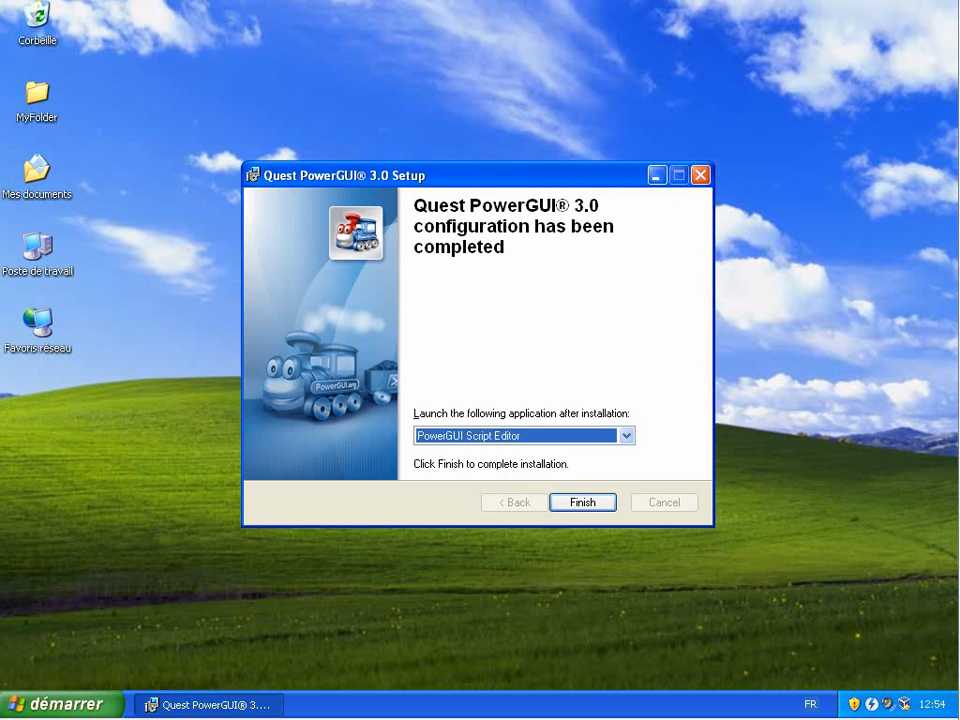 Corbeille
MyFolder
Mes documents
Poste de travail
Favoris réseau
Quest PowerGUI® 3.0 Setup
Quest PowerGUI® 3.0
configuration has been
completed
PowerGUI.org
Launch the following application after installation:
PowerGUI Script Editor
Click Finish to complete installation.
< Back
Finish
Cancel
démarrer
Quest PowerGUI® 3....
FR
12:54